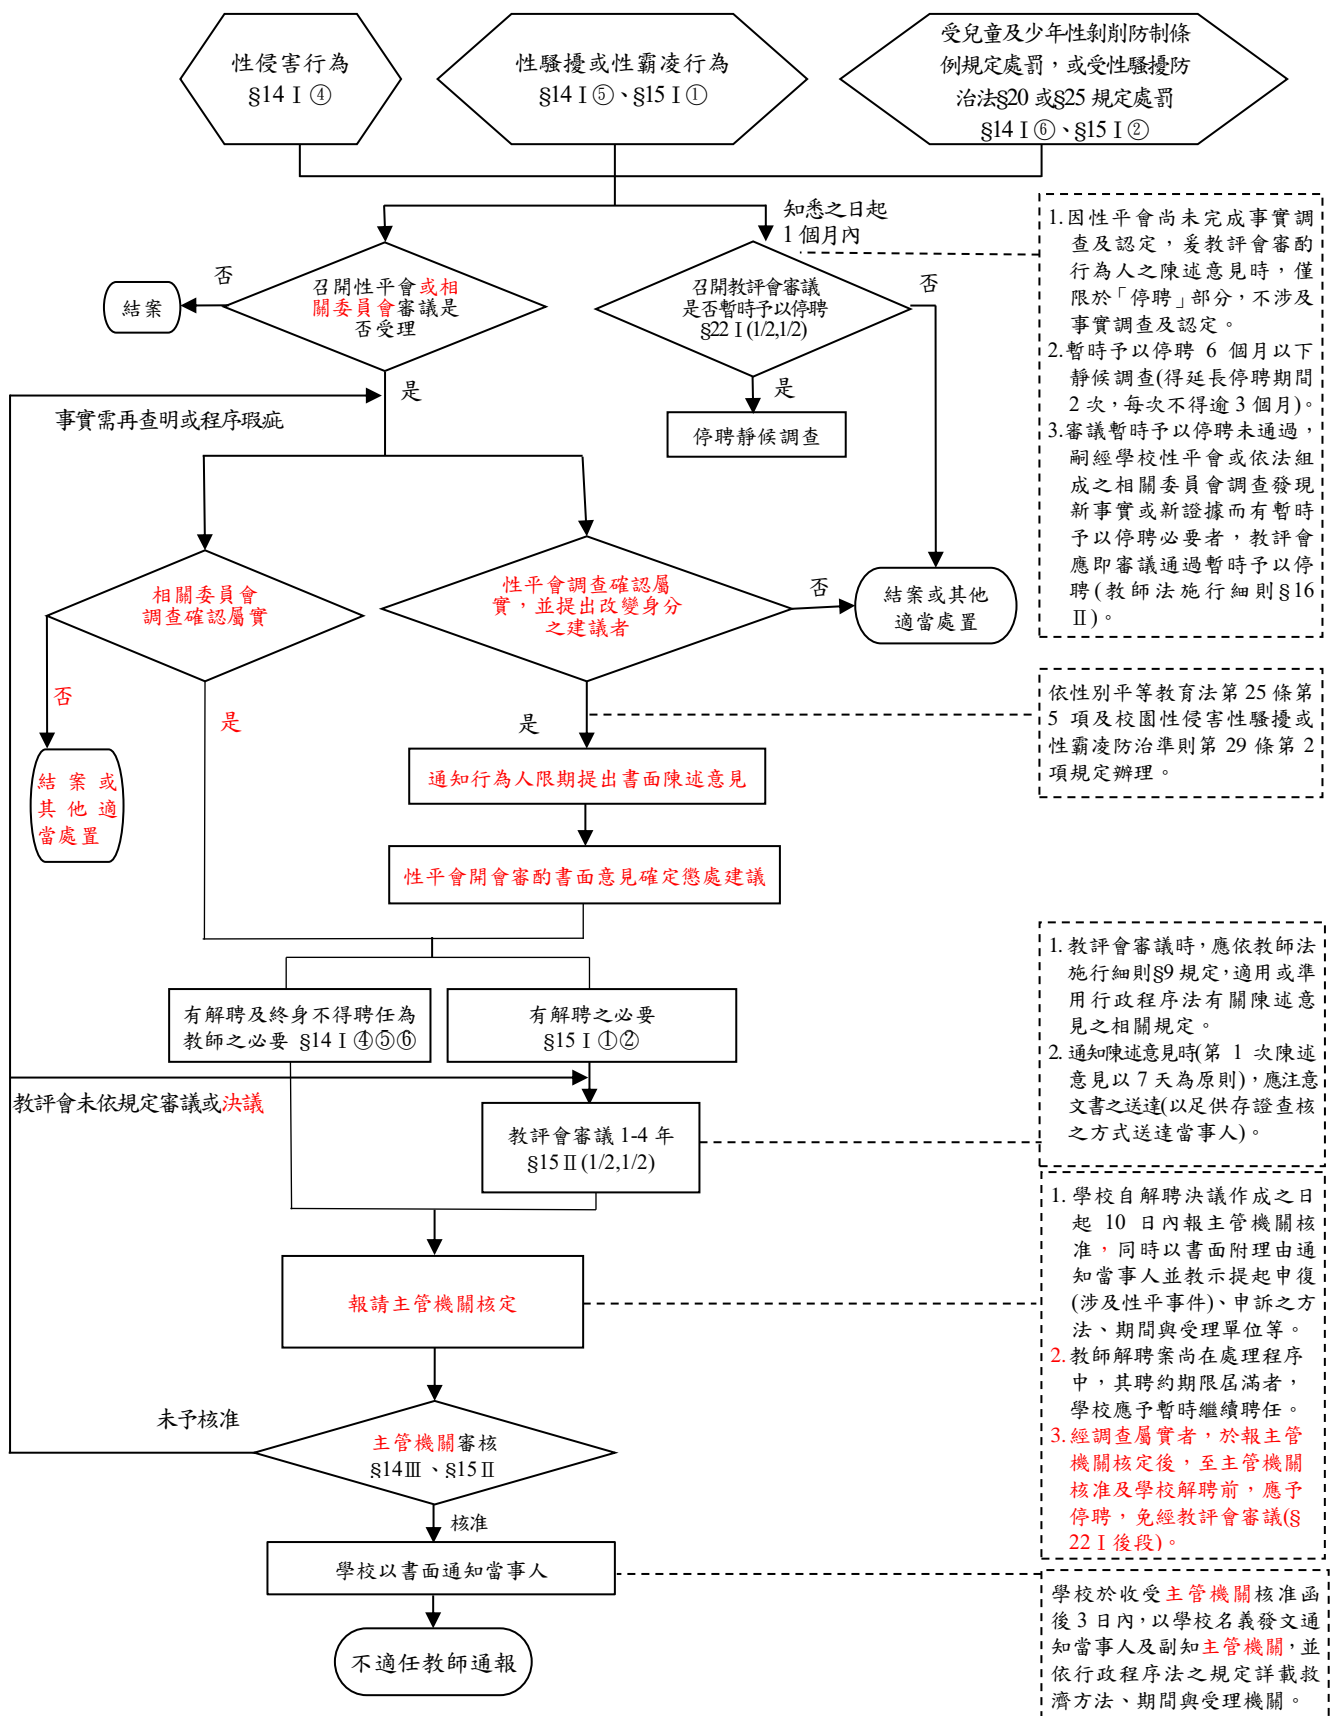 性侵害行為
§14 I ④
性騷擾或性霸凌行為
§14 I ⑤、§15 I ①
受兒童及少年性剝削防制條
例規定處罰，或受性騷擾防
治法§20 或§25 規定處罰
§14 I ⑥、§15 I ②
知悉之日起
1 個月內
否
結案
召開性平會或相
關委員會審議是
否受理
召開教評會審議
是否暫時予以停聘
§22 I (1/2,1/2)
否
1.因性平會尚未完成事實調
查及認定，爰教評會審酌
行為人之陳述意見時，僅
限於「停聘」部分，不涉及
事實調查及認定。
2.暫時予以停聘 6 個月以下
靜候調查(得延長停聘期間
2 次，每次不得逾 3 個月)。
3.審議暫時予以停聘未通過，
嗣經學校性平會或依法組
成之相關委員會調查發現
新事實或新證據而有暫時
予以停聘必要者，教評會
應即審議通過暫時予以停
聘(教師法施行細則§16
Ⅱ)。
是
是
事實需再查明或程序瑕疵
停聘靜候調查
相關委員會
調查確認屬實
性平會調查確認屬
實，並提出改變身分
之建議者
否
結案或其他
適當處置
否
是
是
依性別平等教育法第 25 條第
5 項及校園性侵害性騷擾或
性霸凌防治準則第 29 條第 2
項規定辦理。
結案或
其他適
當處置
通知行為人限期提出書面陳述意見
性平會開會審酌書面意見確定懲處建議
有解聘及終身不得聘任為
教師之必要 §14 I ④⑤⑥
有解聘之必要
§15 I ①②
1. 教評會審議時，應依教師法
施行細則§9 規定，適用或準
用行政程序法有關陳述意
見之相關規定。
2. 通知陳述意見時(第 1 次陳述
意見以 7 天為原則)，應注意
文書之送達(以足供存證查核
之方式送達當事人)。
教評會未依規定審議或決議
教評會審議 1-4 年
§15 Ⅱ (1/2,1/2)
報請主管機關核定
1. 學校自解聘決議作成之日
起 10 日內報主管機關核
准，同時以書面附理由通
知當事人並教示提起申復
(涉及性平事件)、申訴之方
法、期間與受理單位等。
2. 教師解聘案尚在處理程序
中，其聘約期限屆滿者，
學校應予暫時繼續聘任。
3. 經調查屬實者，於報主管
機關核定後，至主管機關
核准及學校解聘前，應予
停聘，免經教評會審議(§
22 I 後段)。
未予核准
主管機關審核
§14Ⅲ、§15Ⅱ
核准
學校以書面通知當事人
學校於收受主管機關核准函
後 3 日內，以學校名義發文通
知當事人及副知主管機關，並
依行政程序法之規定詳載救
濟方法、期間與受理機關。
不適任教師通報